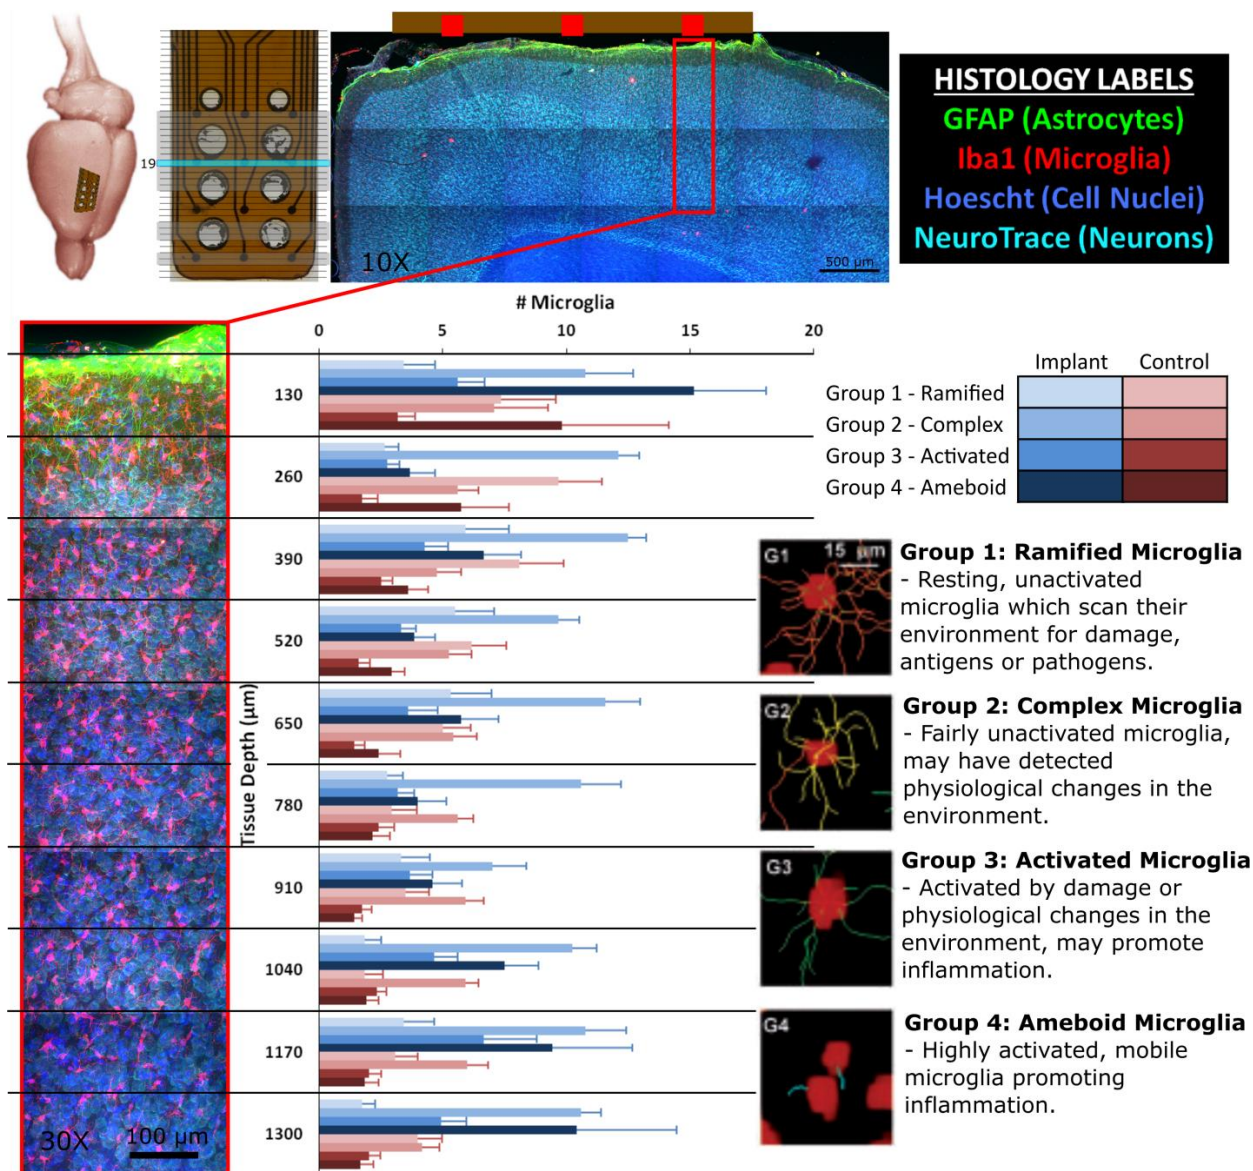 19
10X
500 µm
HISTOLOGY LABELS
GFAP (Astrocytes)
Iba1 (Microglia)
Hoescht (Cell Nuclei)
NeuroTrace (Neurons)
# Microglia
0
5
10
15
20
Tissue Depth (µm)
130
260
390
520
650
780
910
1040
1170
1300
30X
100 µm
Implant
Control
Group 1 - Ramified
Group 2 - Complex
Group 3 - Activated
Group 4 - Ameboid
G1
15 µm
Group 1: Ramified Microglia
- Resting, unactivated
microglia which scan their
environment for damage,
antigens or pathogens.
G2
Group 2: Complex Microglia
- Fairly unactivated microglia,
may have detected
physiological changes in the
environment.
G3
Group 3: Activated Microglia
- Activated by damage or
physiological changes in the
environment, may promote
inflammation.
G4
Group 4: Ameboid Microglia
- Highly activated, mobile
microglia promoting
inflammation.